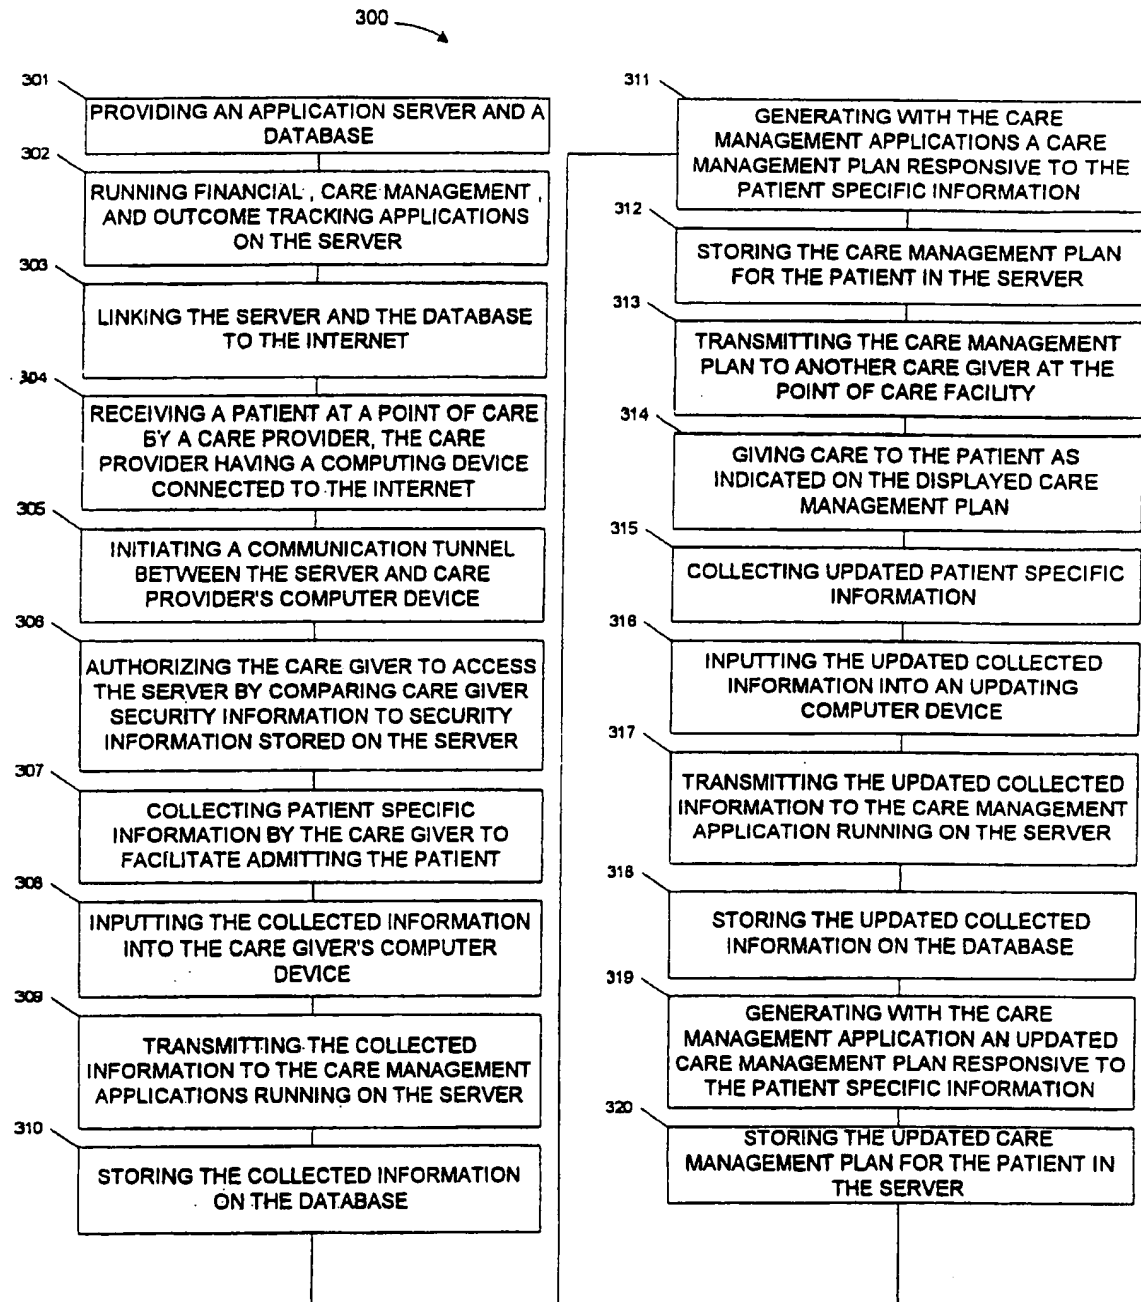 300
301
PROVIDING AN APPLICATION SERVER AND A
DATABASE
302
RUNNING FINANCIAL , CARE MANAGEMENT ,
AND OUTCOME TRACKING APPLICATIONS
ON THE SERVER
303
LINKING THE SERVER AND THE DATABASE
TO THE INTERNET
304
RECEIVING A PATIENT AT A POINT OF CARE
BY A CARE PROVIDER, THE CARE
PROVIDER HAVING A COMPUTING DEVICE
CONNECTED TO THE INTERNET
305
INITIATING A COMMUNICATION TUNNEL
BETWEEN THE SERVER AND CARE
PROVIDER'S COMPUTER DEVICE
306
AUTHORIZING THE CARE GIVER TO ACCESS
THE SERVER BY COMPARING CARE GIVER
SECURITY INFORMATION TO SECURITY
INFORMATION STORED ON THE SERVER
307
COLLECTING PATIENT SPECIFIC
INFORMATION BY THE CARE GIVER TO
FACILITATE ADMITTING THE PATIENT
308
INPUTTING THE COLLECTED INFORMATION
INTO THE CARE GIVER'S COMPUTER
DEVICE
309
TRANSMITTING THE COLLECTED
INFORMATION TO THE CARE MANAGEMENT
APPLICATIONS RUNNING ON THE SERVER
310
STORING THE COLLECTED INFORMATION
ON THE DATABASE
311
GENERATING WITH THE CARE
MANAGEMENT APPLICATIONS A CARE
MANAGEMENT PLAN RESPONSIVE TO THE
PATIENT SPECIFIC INFORMATION
312
STORING THE CARE MANAGEMENT PLAN
FOR THE PATIENT IN THE SERVER
313
TRANSMITTING THE CARE MANAGEMENT
PLAN TO ANOTHER CARE GIVER AT THE
POINT OF CARE FACILITY
314
GIVING CARE TO THE PATIENT AS
INDICATED ON THE DISPLAYED CARE
MANAGEMENT PLAN
315
COLLECTING UPDATED PATIENT SPECIFIC
INFORMATION
316
INPUTTING THE UPDATED COLLECTED
INFORMATION INTO AN UPDATING
COMPUTER DEVICE
317
TRANSMITTING THE UPDATED COLLECTED
INFORMATION TO THE CARE MANAGEMENT
APPLICATION RUNNING ON THE SERVER
318
STORING THE UPDATED COLLECTED
INFORMATION ON THE DATABASE
319
GENERATING WITH THE CARE
MANAGEMENT APPLICATION AN UPDATED
CARE MANAGEMENT PLAN RESPONSIVE TO
THE PATIENT SPECIFIC INFORMATION
320
STORING THE UPDATED CARE
MANAGEMENT PLAN FOR THE PATIENT IN
THE SERVER